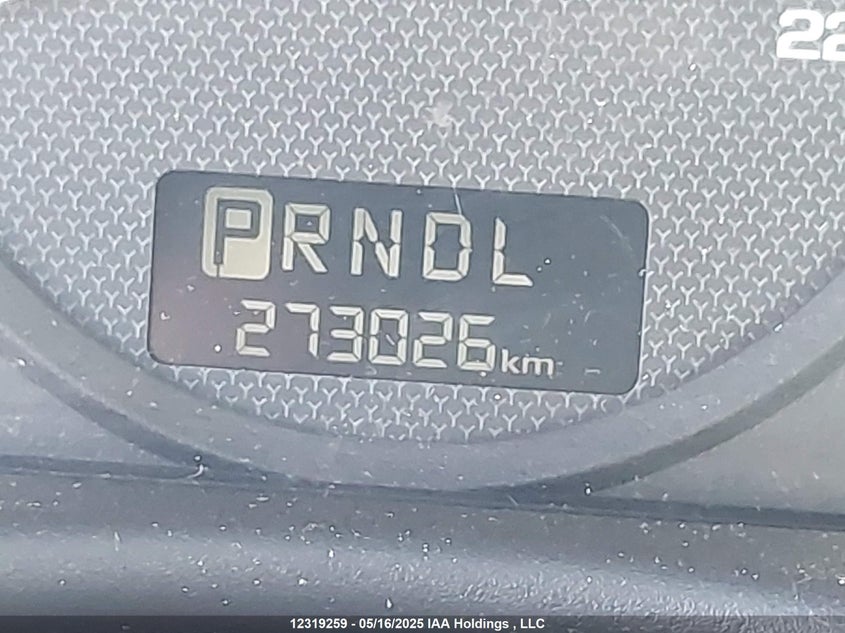 22
PRNDL
273026km
12319259 - 05/16/2025 IAA Holdings , LLC